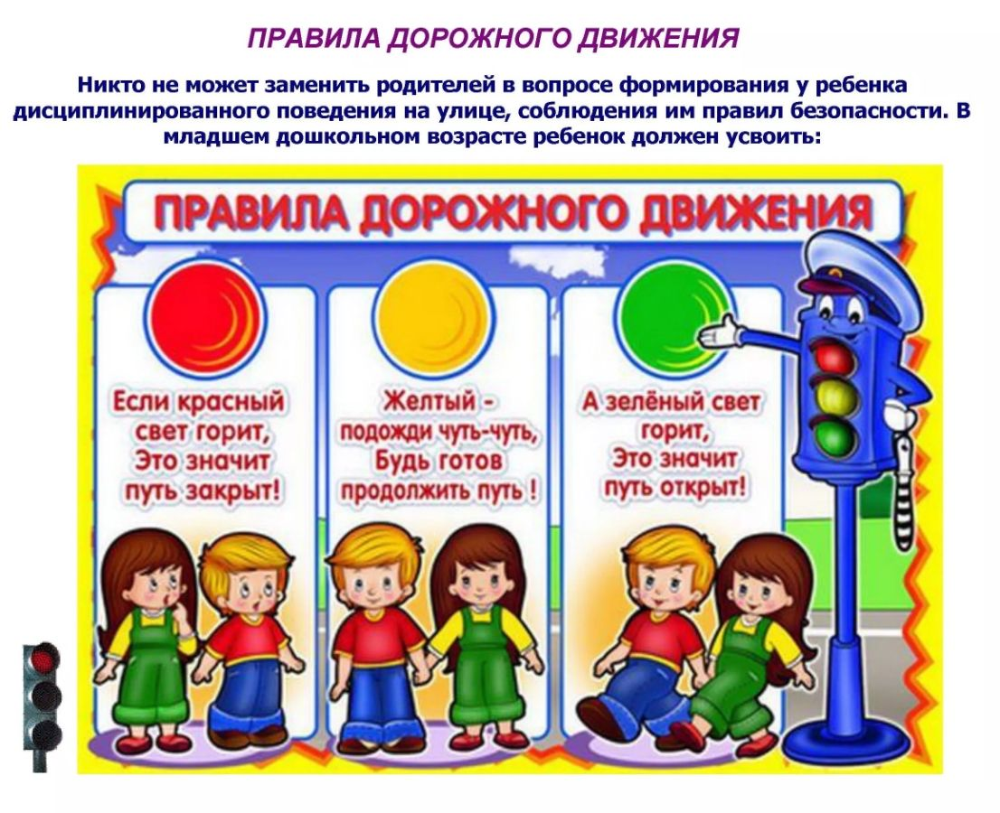 ПРАВИЛА ДОРОЖНОГО ДВИЖЕНИЯ
Никто не может заменить родителей в вопросе формирования у ребенка
дисциплинированного поведения на улице, соблюдения им правил безопасности. В
младшем дошкольном возрасте ребенок должен усвоить:
ПРАВИЛА ДОРОЖНОГО ДВИЖЕНИЯ
Если красный
свет горит,
Это значит
путь закрыт!
Желтый -
подожди чуть-чуть,
Будь готов
продолжить путь !
А зелёный свет
горит,
Это значит
путь открыт!